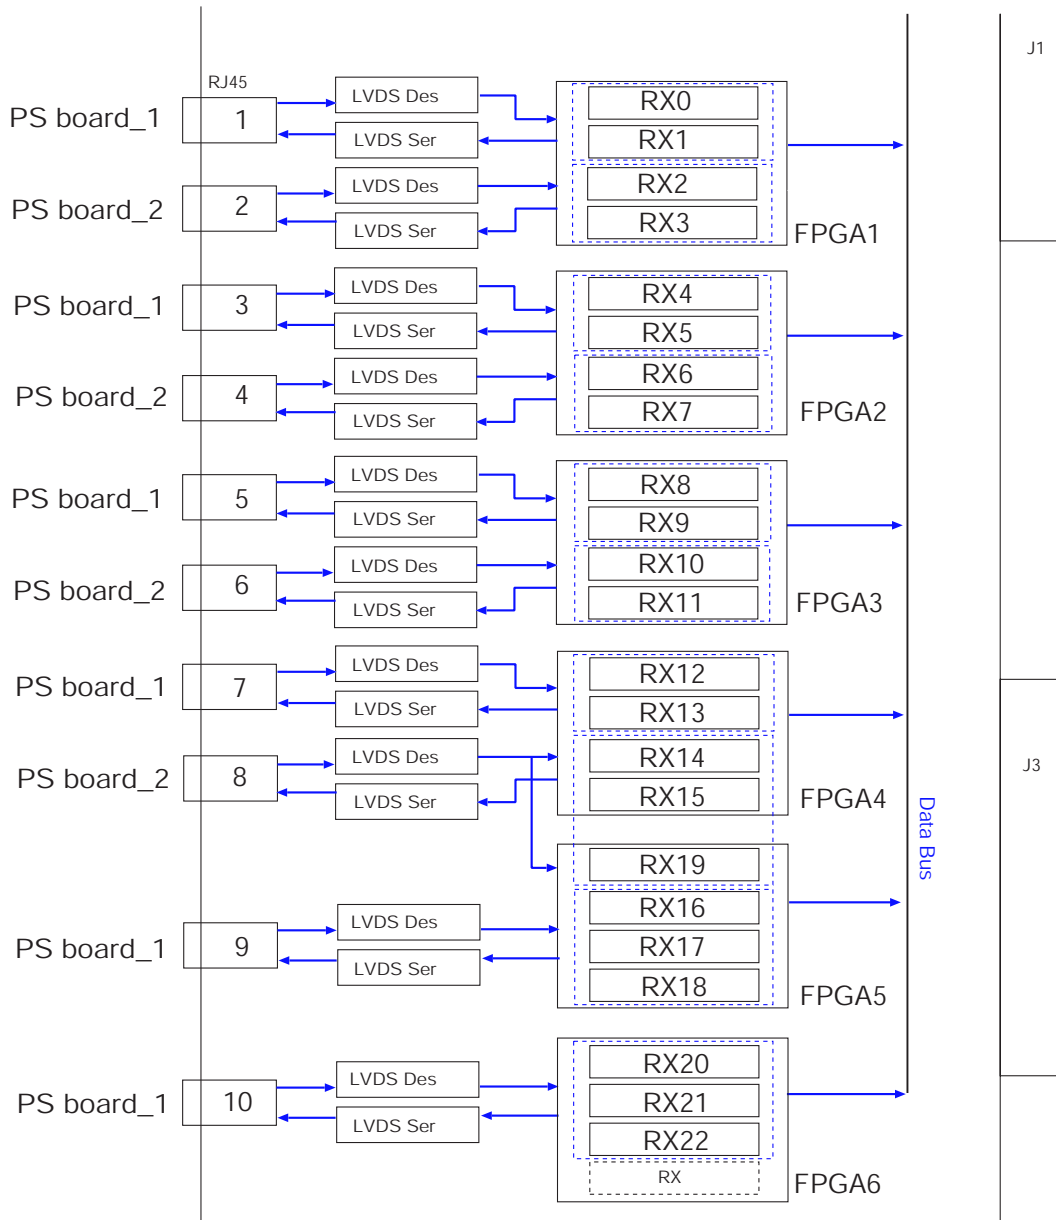 J1
RJ45
PS board_1
1
LVDS Des
LVDS Ser
RX0
RX1
PS board_2
2
LVDS Des
LVDS Ser
RX2
RX3
FPGA1
PS board_1
3
LVDS Des
LVDS Ser
RX4
RX5
PS board_2
4
LVDS Des
LVDS Ser
RX6
RX7
FPGA2
PS board_1
5
LVDS Des
LVDS Ser
RX8
RX9
PS board_2
6
LVDS Des
LVDS Ser
RX10
RX11
FPGA3
PS board_1
7
LVDS Des
LVDS Ser
RX12
RX13
PS board_2
8
LVDS Des
LVDS Ser
RX14
RX15
FPGA4
J3
Data Bus
RX19
PS board_1
9
LVDS Des
LVDS Ser
RX16
RX17
RX18
FPGA5
PS board_1
10
LVDS Des
LVDS Ser
RX20
RX21
RX22
RX
FPGA6